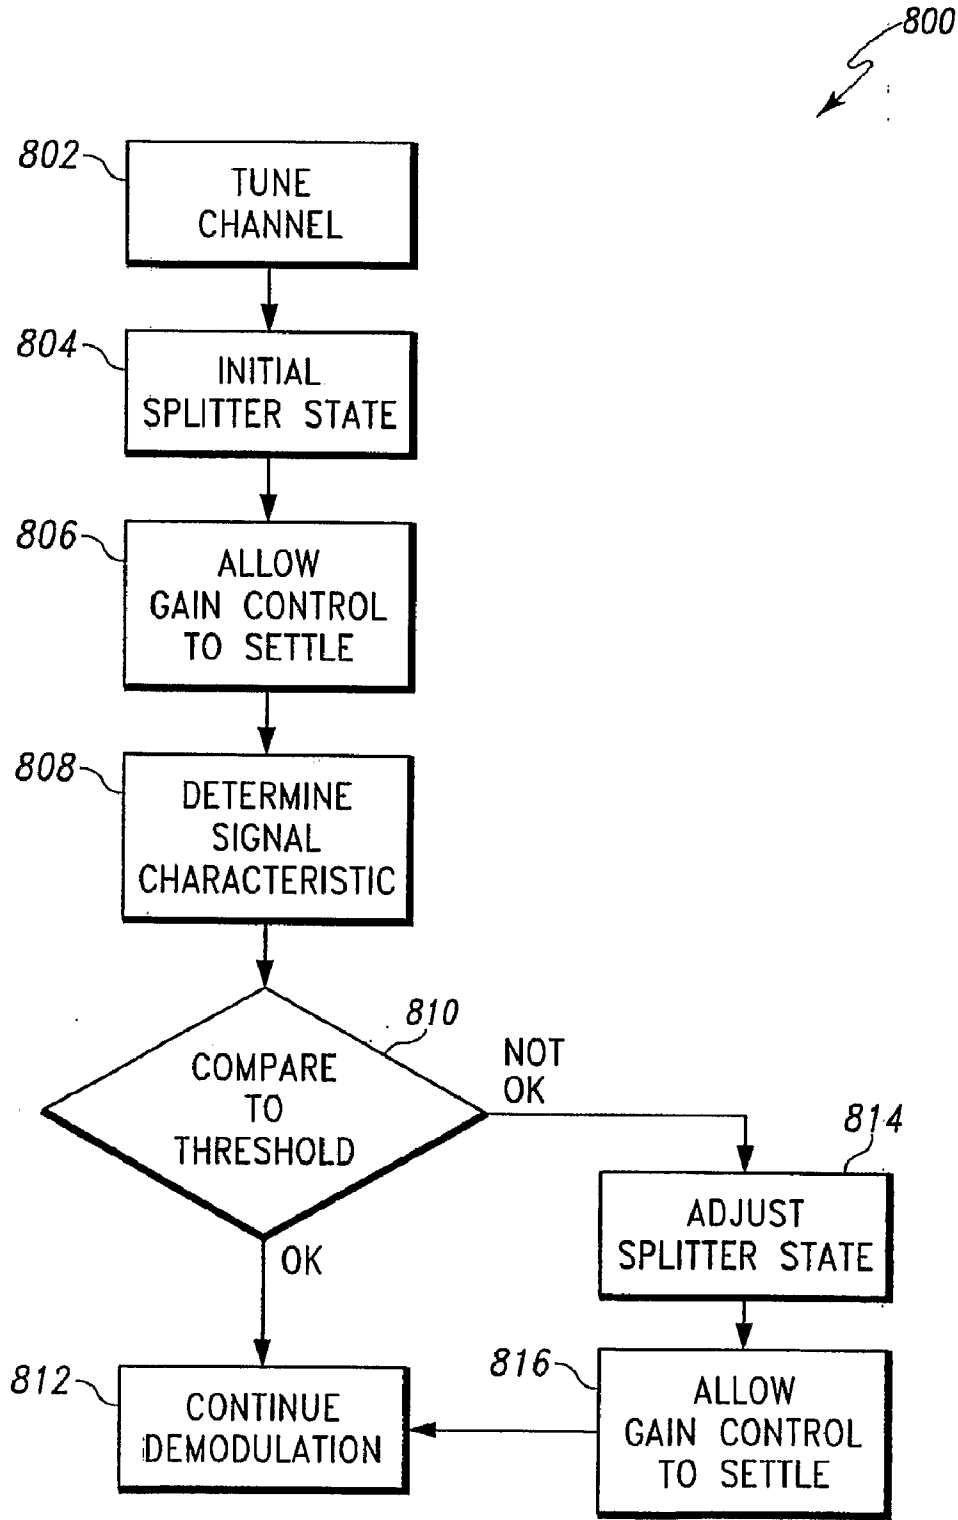 800
802
TUNE
CHANNEL
804
INITIAL
SPLITTER STATE
806
ALLOW
GAIN CONTROL
TO SETTLE
808
DETERMINE
SIGNAL
CHARACTERISTIC
810
COMPARE
TO
THRESHOLD
NOT
OK
OK
814
ADJUST
SPLITTER STATE
812
CONTINUE
DEMODULATION
816
ALLOW
GAIN CONTROL
TO SETTLE